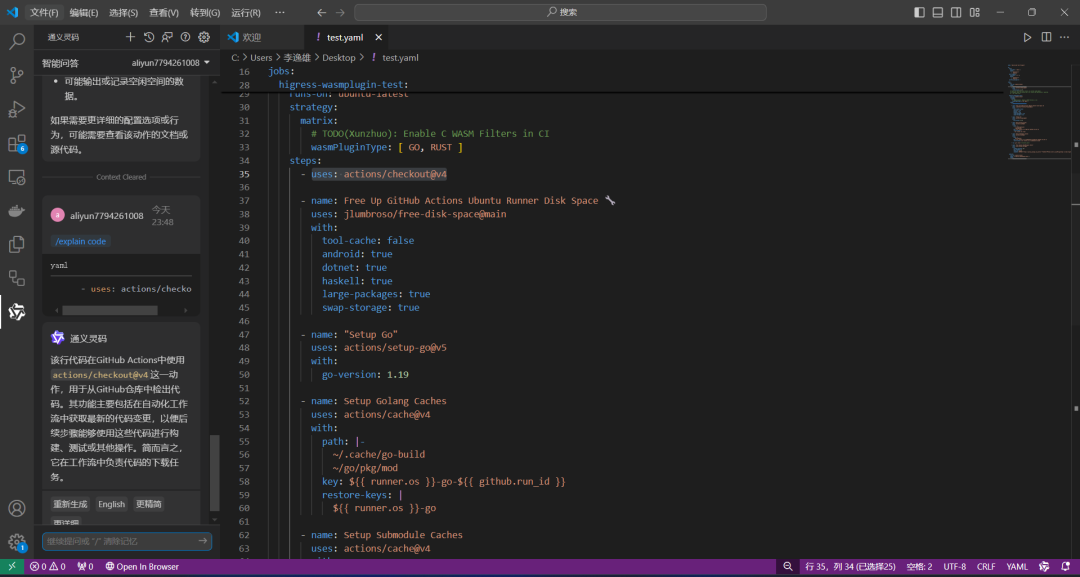 文件(F) 编辑(E) 选择(S) 查看(V) 转到(G) 运行(R) ··· 搜索
通义灵码
智能问答 aliyun7794261008
• 可能输出或记录空闲空间的数
据。
如果需要更详细的配置选项或行
为，可能需要查看该动作的文档或
源代码。
Context Cleared
a aliyun7794261008 今天
23:48
/explain code
yaml
- uses: actions/checko
通义灵码
该行代码在GitHub Actions中使用
actions/checkout@v4 这一动
作，用于从GitHub仓库中检出代
码。其功能主要包括在自动化工作
流中获取最新的代码变更，以便后
续步骤能够使用这些代码进行构
建、测试或其他操作。简而言之，
它在工作流中负责代码的下载任
务。
重新生成 English 更精简
更详细
继续提问或 "/" 清除记忆
6
1
欢迎 ! test.yaml
C: > Users > 李逸雄 > Desktop > ! test.yaml
16 jobs:
28 higress-wasmplugin-test:
29 runs-on: ubuntu-latest
30 strategy:
31 matrix:
32 # TODO(Xunzhuo): Enable C WASM Filters in CI
33 wasmPluginType: [ GO, RUST ]
34 steps:
35 - uses: actions/checkout@v4
36
37 - name: Free Up GitHub Actions Ubuntu Runner Disk Space 🔧
38 uses: jlumbroso/free-disk-space@main
39 with:
40 tool-cache: false
41 android: true
42 dotnet: true
43 haskell: true
44 large-packages: true
45 swap-storage: true
46
47 - name: "Setup Go"
48 uses: actions/setup-go@v5
49 with:
50 go-version: 1.19
51
52 - name: Setup Golang Caches
53 uses: actions/cache@v4
54 with:
55 path: |-
56 ~/.cache/go-build
57 ~/go/pkg/mod
58 key: ${{ runner.os }}-go-${{ github.run_id }}
59 restore-keys: |
60 ${{ runner.os }}-go
61
62 - name: Setup Submodule Caches
63 uses: actions/cache@v4
0 0 0 Open In Browser 行 35，列 34 (已选择25) 空格: 2 UTF-8 CRLF YAML